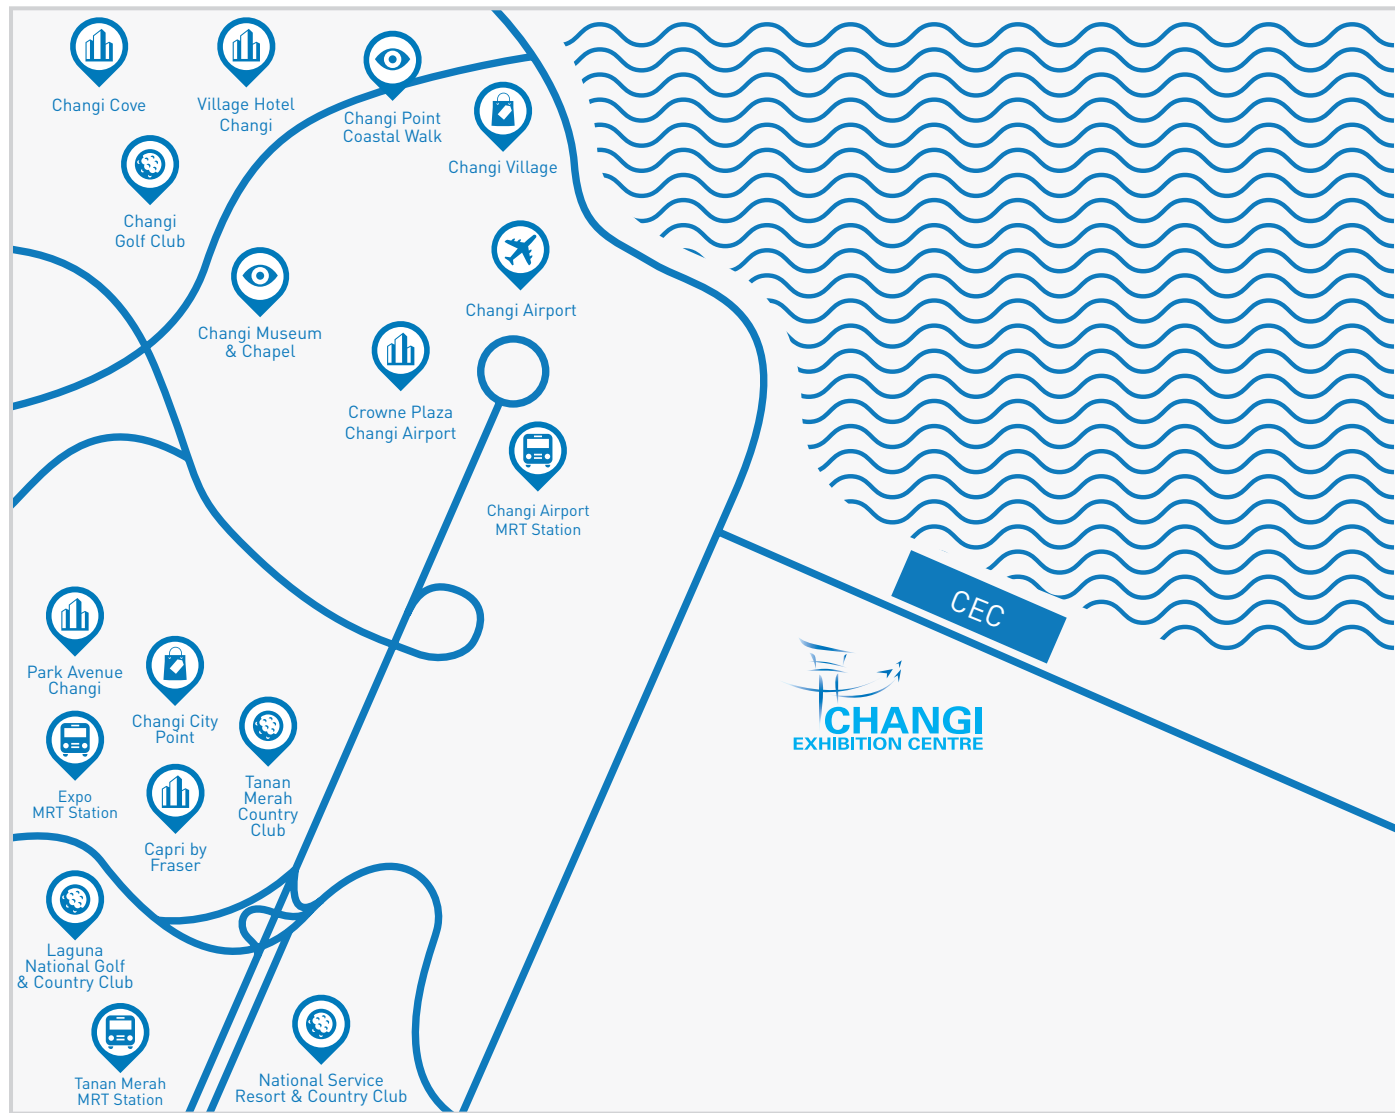 Changi Cove
Village Hotel
Changi
Changi Point
Coastal Walk
Changi Village
Changi
Golf Club
Changi Airport
Changi Museum
& Chapel
Crowne Plaza
Changi Airport
Changi Airport
MRT Station
CEC
Park Avenue
Changi
Changi City
Point
CHANGI
EXHIBITION CENTRE
Expo
MRT Station
Tanan
Merah
Country
Club
Capri by
Fraser
Laguna
National Golf
& Country Club
Tanan Merah
MRT Station
National Service
Resort & Country Club